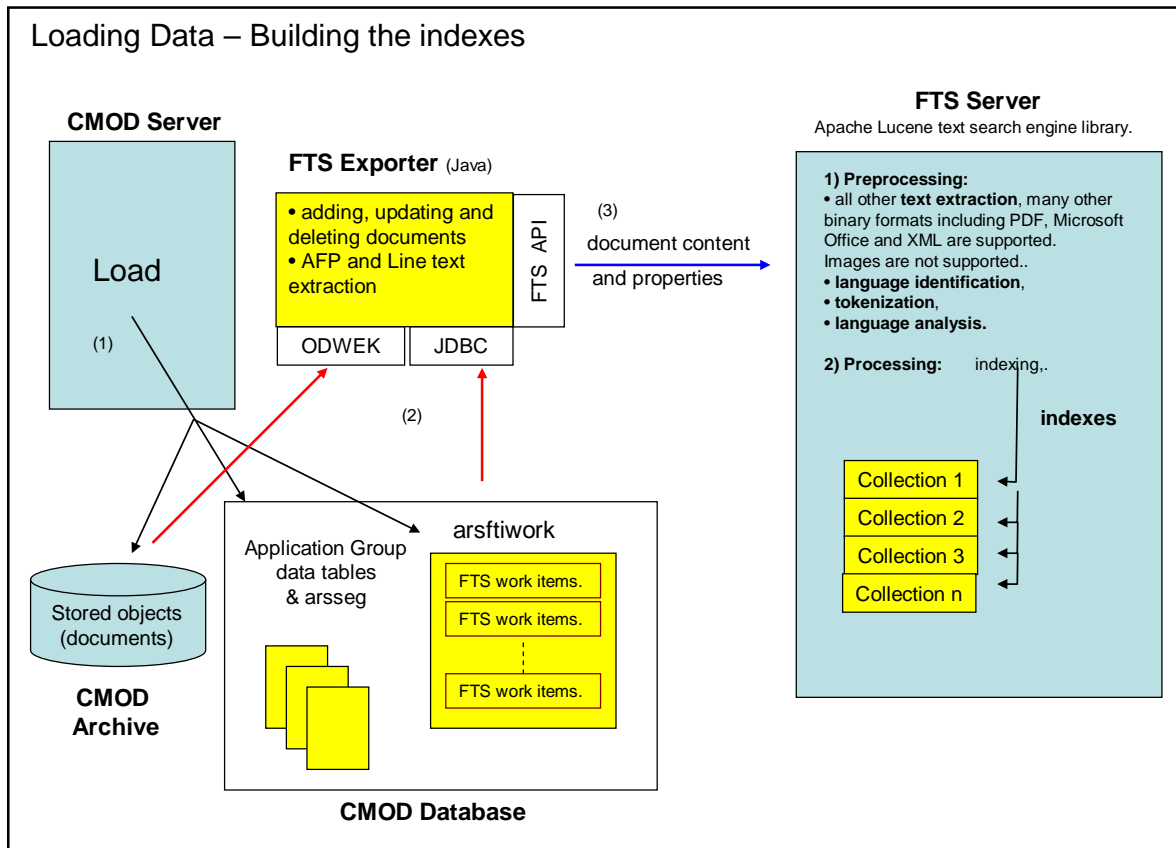 Loading Data – Building the indexes
CMOD Server
Load
(1)
FTS Exporter (Java)
• adding, updating and
deleting documents
• AFP and Line text
extraction
FTS API
ODWEK
JDBC
(2)
(3)
document content
and properties
FTS Server
Apache Lucene text search engine library.
1) Preprocessing:
• all other text extraction, many other
binary formats including PDF, Microsoft
Office and XML are supported.
Images are not supported..
• language identification,
• tokenization,
• language analysis.
2) Processing: indexing,.
indexes
Collection 1
Collection 2
Collection 3
Collection n
Stored objects
(documents)
CMOD
Archive
Application Group
data tables
& arsseg
arsftiwork
FTS work items.
FTS work items.
FTS work items.
CMOD Database